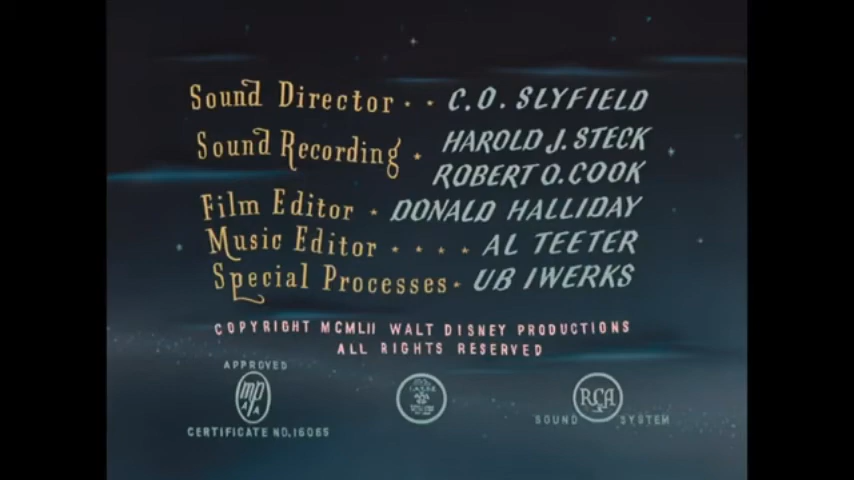 Sound Director · · C.O. SLYFIELD
Sound Recording · HAROLD J. STECK
ROBERT O. COOK
Film Editor · DONALD HALLIDAY
Music Editor · · · · AL TEETER
Special Processes · UB IWERKS
COPYRIGHT MCMLII WALT DISNEY PRODUCTIONS
ALL RIGHTS RESERVED
APPROVED
MPAA
CERTIFICATE NO. 16065
RCA
SOUND SYSTEM